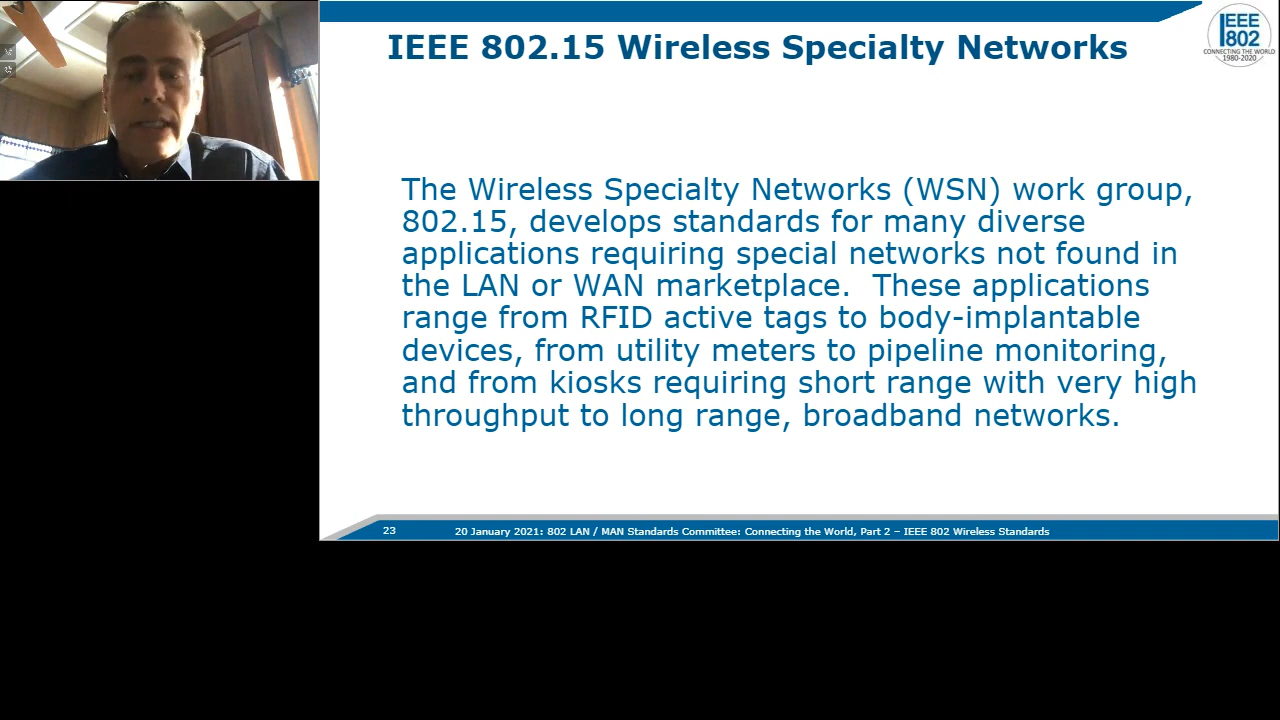 IEEE 802.15 Wireless Specialty Networks
IEEE
802
CONNECTING THE WORLD
1980-2020
The Wireless Specialty Networks (WSN) work group,
802.15, develops standards for many diverse
applications requiring special networks not found in
the LAN or WAN marketplace.  These applications
range from RFID active tags to body-implantable
devices, from utility meters to pipeline monitoring,
and from kiosks requiring short range with very high
throughput to long range, broadband networks.
23
20 January 2021: 802 LAN / MAN Standards Committee: Connecting the World, Part 2 – IEEE 802 Wireless Standards